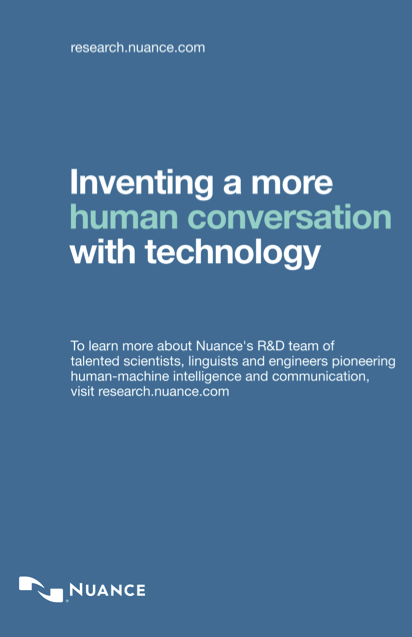 research.nuance.com
Inventing a more
human conversation
with technology
To learn more about Nuance's R&D team of
talented scientists, linguists and engineers pioneering
human-machine intelligence and communication,
visit research.nuance.com
NUANCE